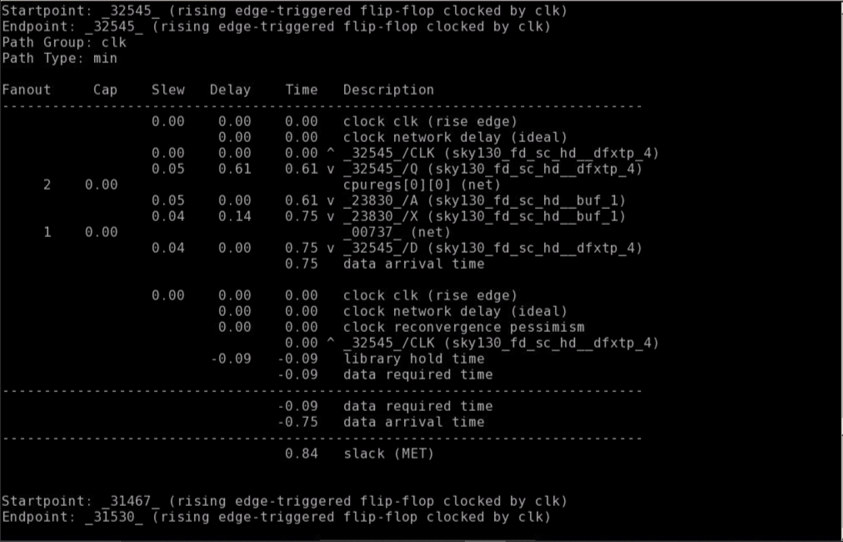 Startpoint: _32545_ (rising edge-triggered flip-flop clocked by clk)
Endpoint: _32545_ (rising edge-triggered flip-flop clocked by clk)
Path Group: clk
Path Type: min
Fanout     Cap    Slew   Delay    Time   Description
-----------------------------------------------------------------------------
                  0.00    0.00    0.00   clock clk (rise edge)
                          0.00    0.00   clock network delay (ideal)
                  0.00    0.00    0.00 ^ _32545_/CLK (sky130_fd_sc_hd__dfxtp_4)
                  0.05    0.61    0.61 v _32545_/Q (sky130_fd_sc_hd__dfxtp_4)
     2    0.00                           cpuregs[0][0] (net)
                  0.05    0.00    0.61 v _23830_/A (sky130_fd_sc_hd__buf_1)
                  0.04    0.14    0.75 v _23830_/X (sky130_fd_sc_hd__buf_1)
     1    0.00                           _00737_ (net)
                  0.04    0.00    0.75 v _32545_/D (sky130_fd_sc_hd__dfxtp_4)
                                  0.75   data arrival time
                  0.00    0.00    0.00   clock clk (rise edge)
                          0.00    0.00   clock network delay (ideal)
                          0.00    0.00   clock reconvergence pessimism
                                  0.00 ^ _32545_/CLK (sky130_fd_sc_hd__dfxtp_4)
                         -0.09   -0.09   library hold time
                                 -0.09   data required time
-----------------------------------------------------------------------------
                                 -0.09   data required time
                                 -0.75   data arrival time
-----------------------------------------------------------------------------
                                  0.84   slack (MET)
Startpoint: _31467_ (rising edge-triggered flip-flop clocked by clk)
Endpoint: _31530_ (rising edge-triggered flip-flop clocked by clk)